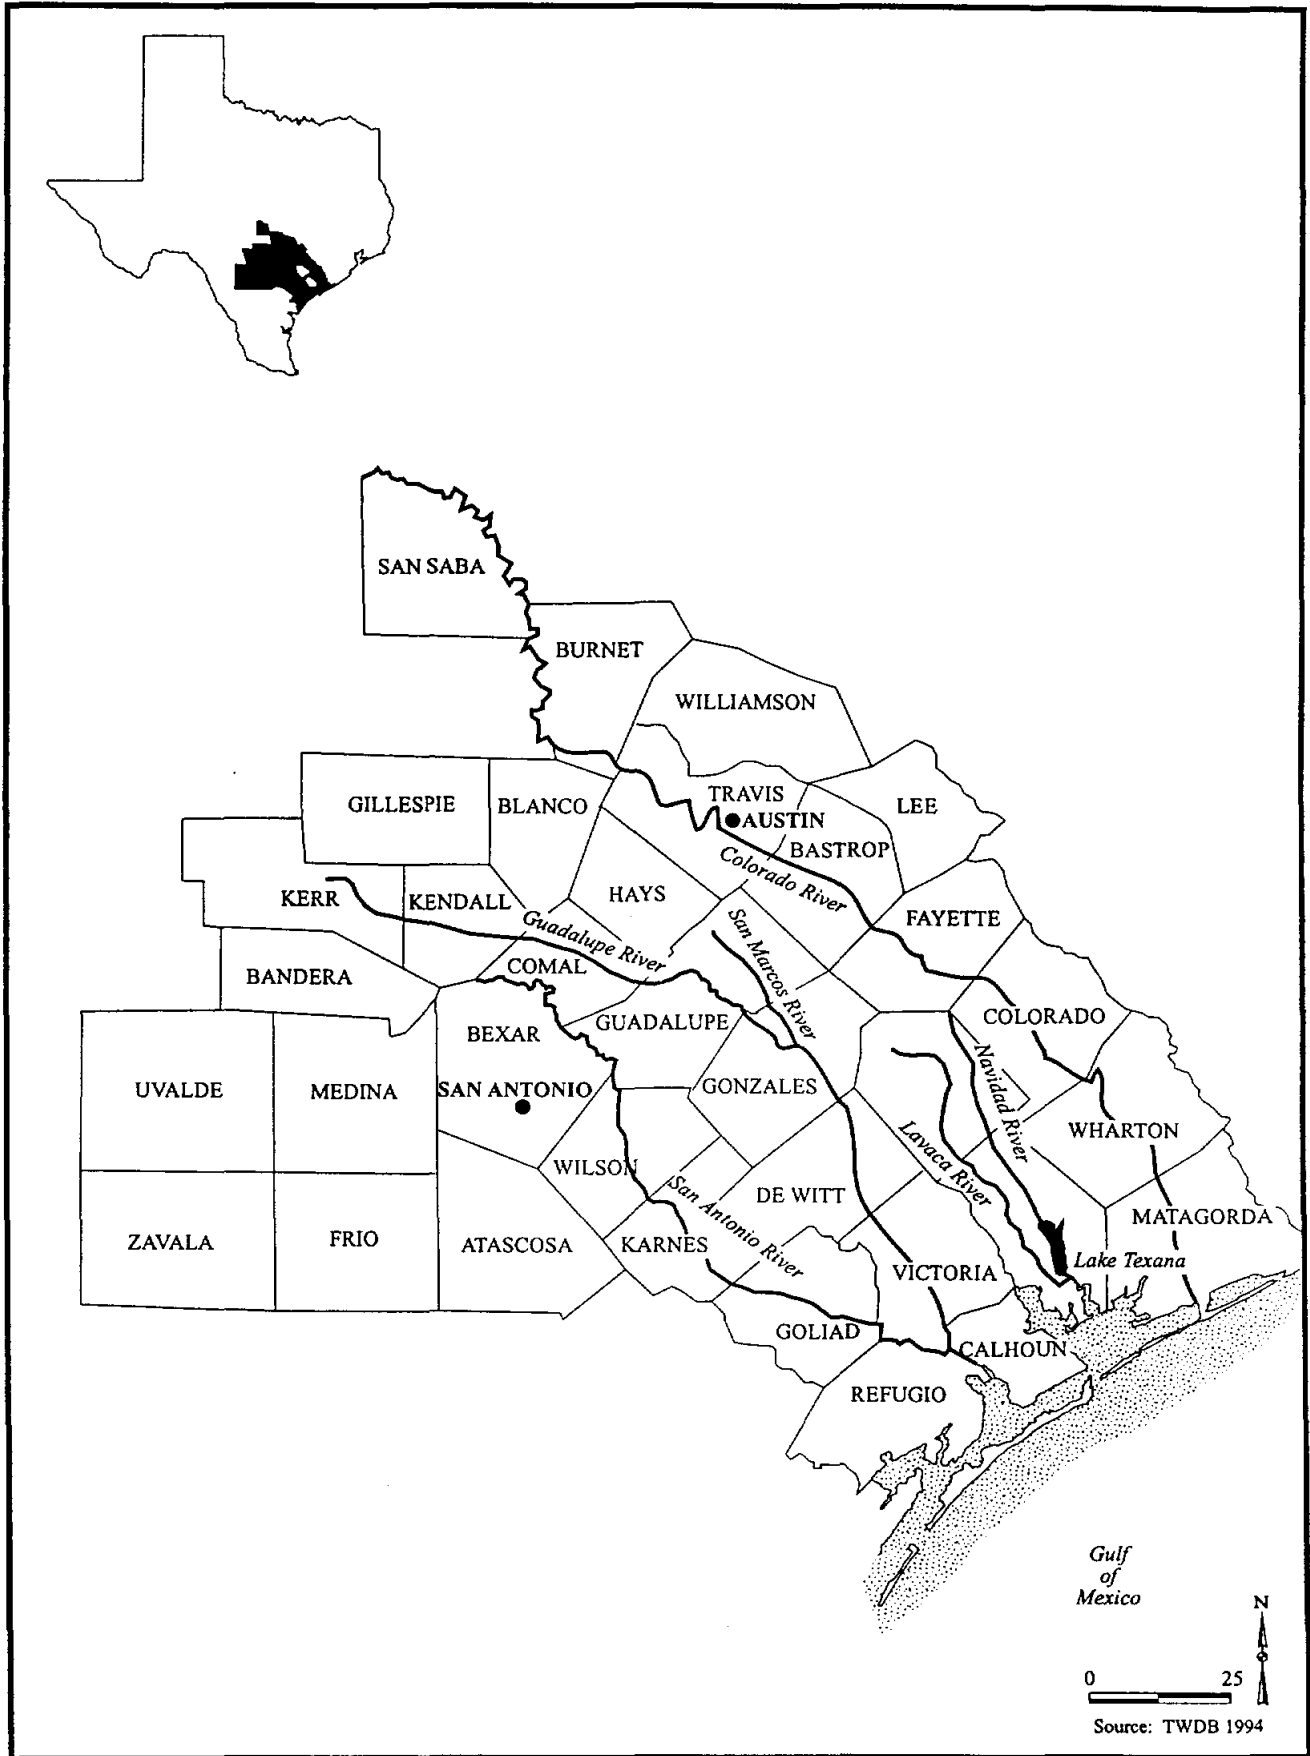 SAN SABA
BURNET
WILLIAMSON
GILLESPIE
BLANCO
TRAVIS
AUSTIN
LEE
BASTROP
Colorado River
KERR
KENDALL
HAYS
FAYETTE
Guadalupe River
San Marcos River
BANDERA
COMAL
BEXAR
GUADALUPE
COLORADO
UVALDE
MEDINA
SAN ANTONIO
GONZALES
Navidad River
WHARTON
Lavaca River
WILSON
DE WITT
San Antonio River
MATAGORDA
ZAVALA
FRIO
ATASCOSA
KARNES
VICTORIA
Lake Texana
GOLIAD
CALHOUN
REFUGIO
Gulf
of
Mexico
N
0 25
Source: TWDB 1994